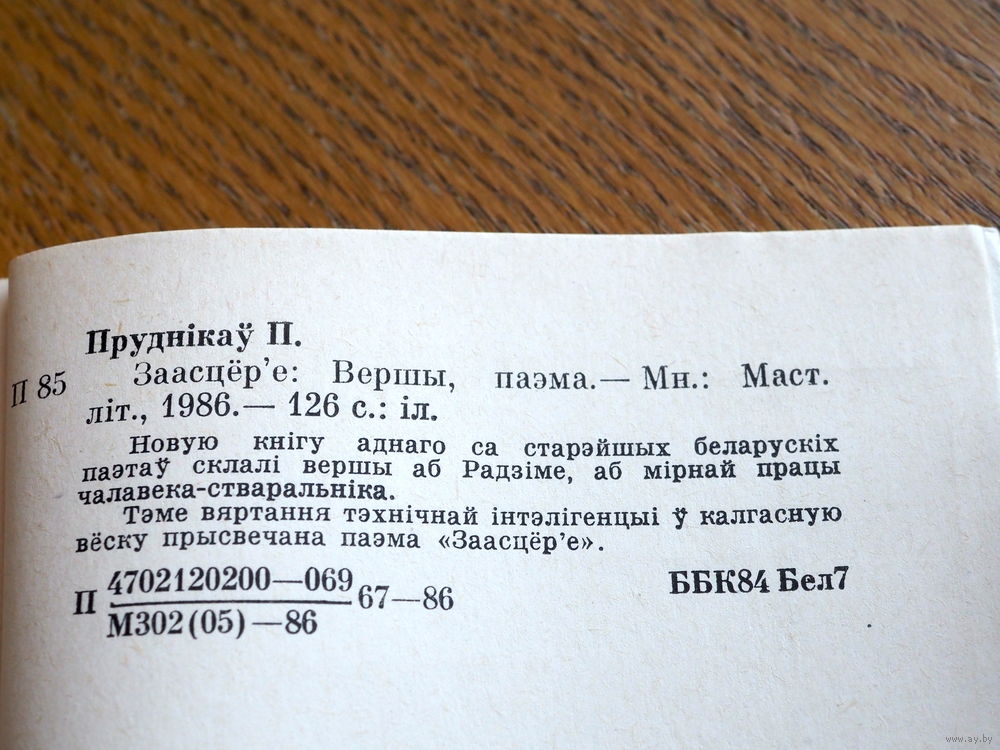 Пруднікаў П.
П 85
Заасцёр’е: Вершы, паэма.— Мн.: Маст.
літ., 1986.— 126 с.: іл.
Новую кнігу аднаго са старэйшых беларускіх
паэтаў склалі вершы аб Радзіме, аб мірнай працы
чалавека-стваральніка.
Тэме вяртання тэхнічнай інтэлігенцыі ў калгасную
вёску прысвечана паэма «Заасцёр’е».
П 4702120200—069 67—86
М302(05)—86
ББК84 Бел7
www.ay.by